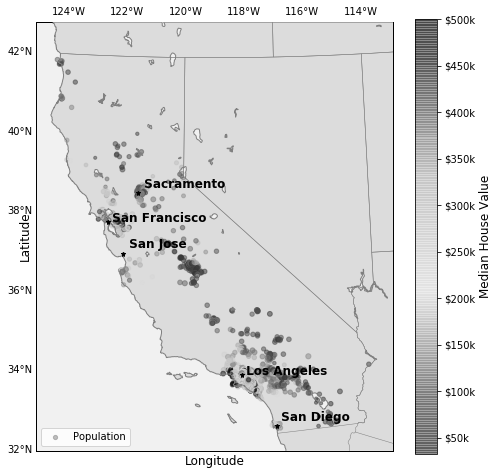 124°W 122°W 120°W 118°W 116°W 114°W
42°N
40°N
38°N
36°N
34°N
32°N
Latitude
Longitude
Sacramento
San Francisco
San Jose
Los Angeles
San Diego
Population
$500k
$450k
$400k
$350k
$300k
$250k
$200k
$150k
$100k
$50k
Median House Value